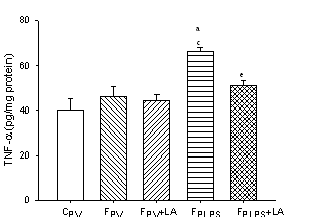 80
a
c
60
e
40
20
0
TNF-α(pg/mg protein)
CPV FPV FPV+LA FPLPS FPLPS+LA